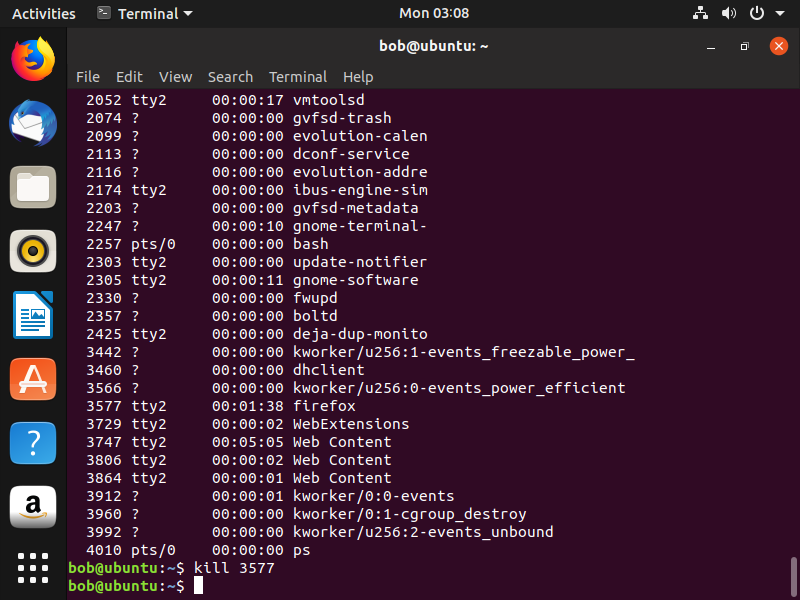 Activities Terminal Mon 03:08
bob@ubuntu: ~
File Edit View Search Terminal Help
2052 tty2 00:00:17 vmtoolsd
2074 ? 00:00:00 gvfsd-trash
2099 ? 00:00:00 evolution-calen
2113 ? 00:00:00 dconf-service
2116 ? 00:00:00 evolution-addre
2174 tty2 00:00:00 ibus-engine-sim
2203 ? 00:00:00 gvfsd-metadata
2247 ? 00:00:10 gnome-terminal-
2257 pts/0 00:00:00 bash
2303 tty2 00:00:00 update-notifier
2305 tty2 00:00:11 gnome-software
2330 ? 00:00:00 fwupd
2357 ? 00:00:00 boltd
2425 tty2 00:00:00 deja-dup-monito
3442 ? 00:00:00 kworker/u256:1-events_freezable_power_
3460 ? 00:00:00 dhclient
3566 ? 00:00:00 kworker/u256:0-events_power_efficient
3577 tty2 00:01:38 firefox
3729 tty2 00:00:02 WebExtensions
3747 tty2 00:05:05 Web Content
3806 tty2 00:00:02 Web Content
3864 tty2 00:00:01 Web Content
3912 ? 00:00:01 kworker/0:0-events
3960 ? 00:00:00 kworker/0:1-cgroup_destroy
3992 ? 00:00:00 kworker/u256:2-events_unbound
4010 pts/0 00:00:00 ps
bob@ubuntu:~$ kill 3577
bob@ubuntu:~$